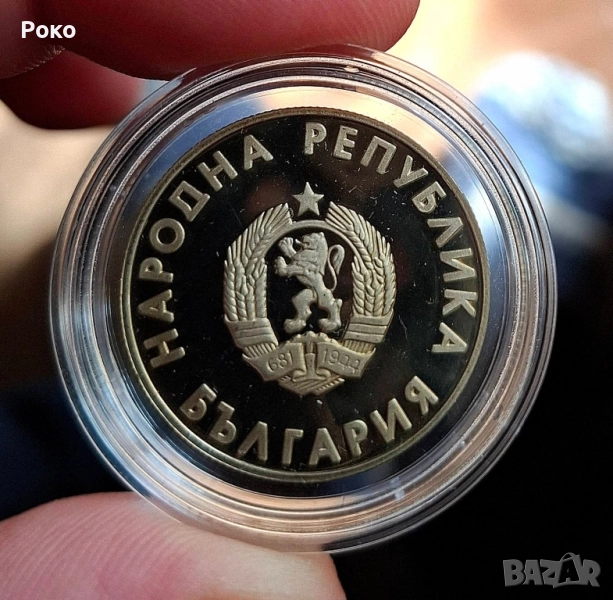 Роко
НАРОДНА РЕПУБЛИКА
БЪЛГАРИЯ
681 1944
BAZAR